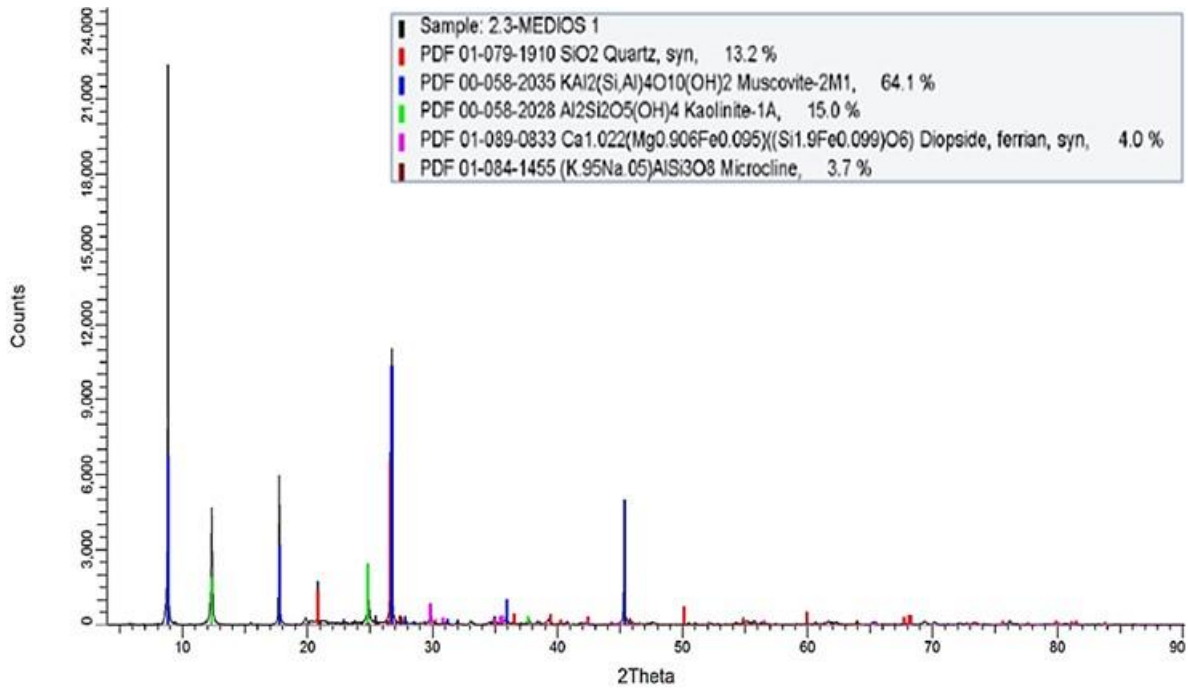 Sample: 2.3-MEDIOS 1
PDF 01-079-1910 SiO2 Quartz, syn, 13.2 %
PDF 00-058-2035 KAl2(Si,Al)4O10(OH)2 Muscovite-2M1, 64.1 %
PDF 00-058-2028 Al2Si2O5(OH)4 Kaolinite-1A, 15.0 %
PDF 01-089-0833 Ca1.022(Mg0.906Fe0.095)((Si1.9Fe0.099)O6) Diopside, ferrian, syn, 4.0 %
PDF 01-084-1455 (K.95Na.05)AlSi3O8 Microcline, 3.7 %
24,000
21,000
18,000
15,000
12,000
9,000
6,000
3,000
0
Counts
10 20 30 40 50 60 70 80 90
2Theta